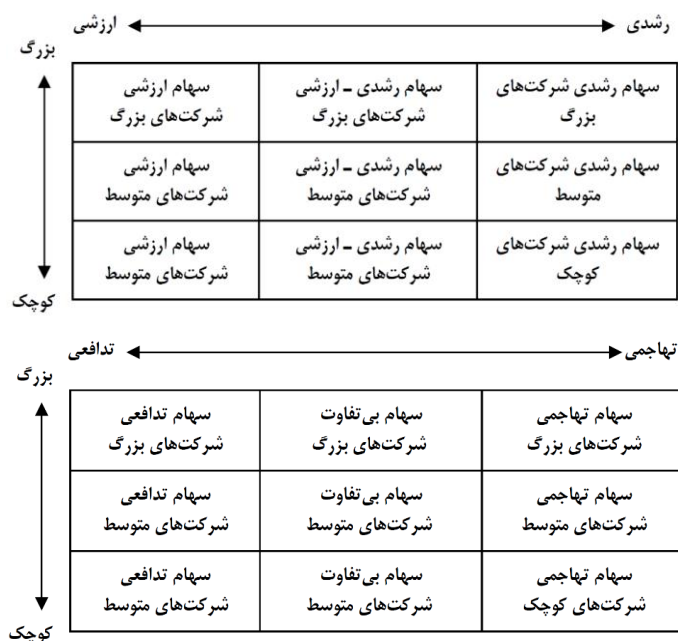 رشدی ارزشی
بزرگ
سهام رشدی شرکت‌های سهام رشدی ـ ارزشی سهام ارزشی
بزرگ شرکت‌های بزرگ شرکت‌های بزرگ
سهام رشدی شرکت‌های سهام رشدی ـ ارزشی سهام ارزشی
متوسط شرکت‌های متوسط شرکت‌های متوسط
سهام رشدی شرکت‌های سهام رشدی ـ ارزشی سهام ارزشی
کوچک شرکت‌های متوسط شرکت‌های متوسط
کوچک
تهاجمی تدافعی
بزرگ
سهام تهاجمی سهام بی‌تفاوت سهام تدافعی
شرکت‌های بزرگ شرکت‌های بزرگ شرکت‌های بزرگ
سهام تهاجمی سهام بی‌تفاوت سهام تدافعی
شرکت‌های متوسط شرکت‌های متوسط شرکت‌های متوسط
سهام تهاجمی سهام بی‌تفاوت سهام تدافعی
شرکت‌های کوچک شرکت‌های متوسط شرکت‌های متوسط
کوچک